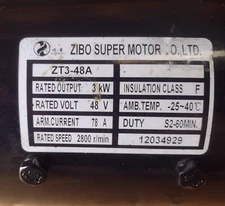 ZIBO SUPER MOTOR CO.,LTD.
ZT3-48A
RATED OUTPUT 3 kW INSULATION CLASS F
RATED VOLT 48 V AMB.TEMP. -25~40°C
ARM.CURRENT 78 A DUTY S2-60MIN.
RATED SPEED 2800 r/min 12034929